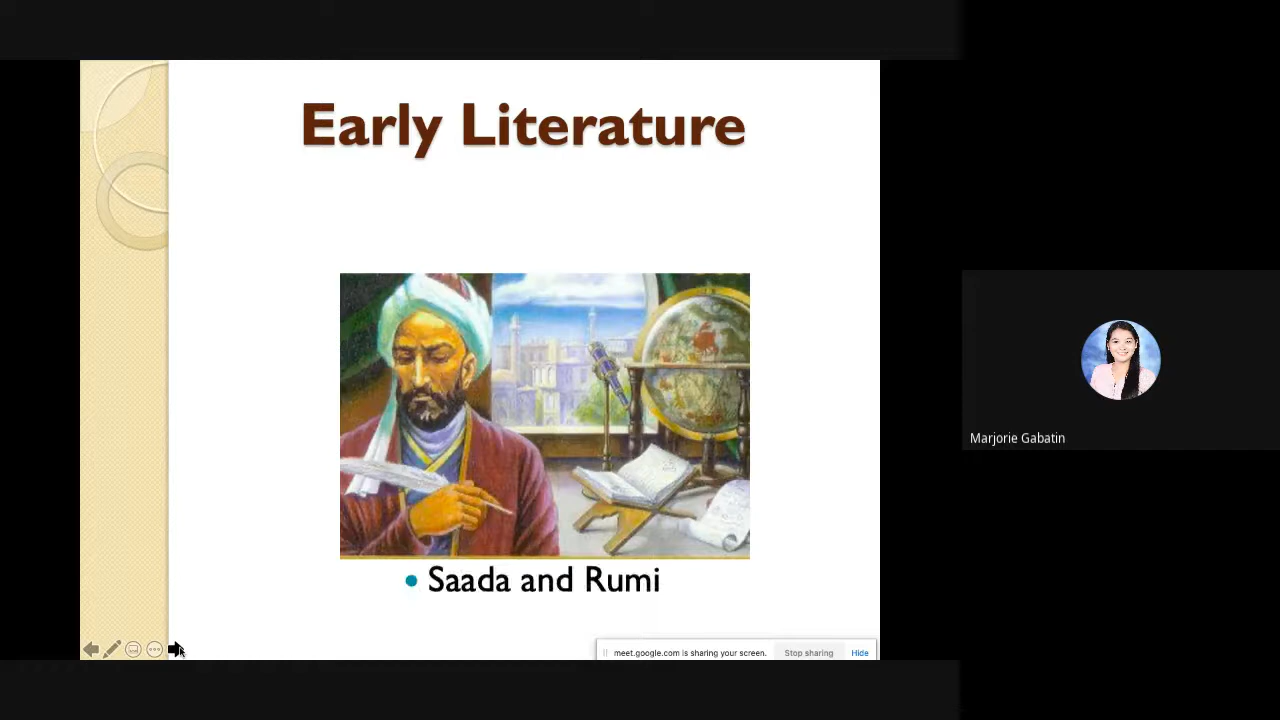 Early Literature
• Saada and Rumi
meet.google.com is sharing your screen. Stop sharing Hide
Marjorie Gabatin